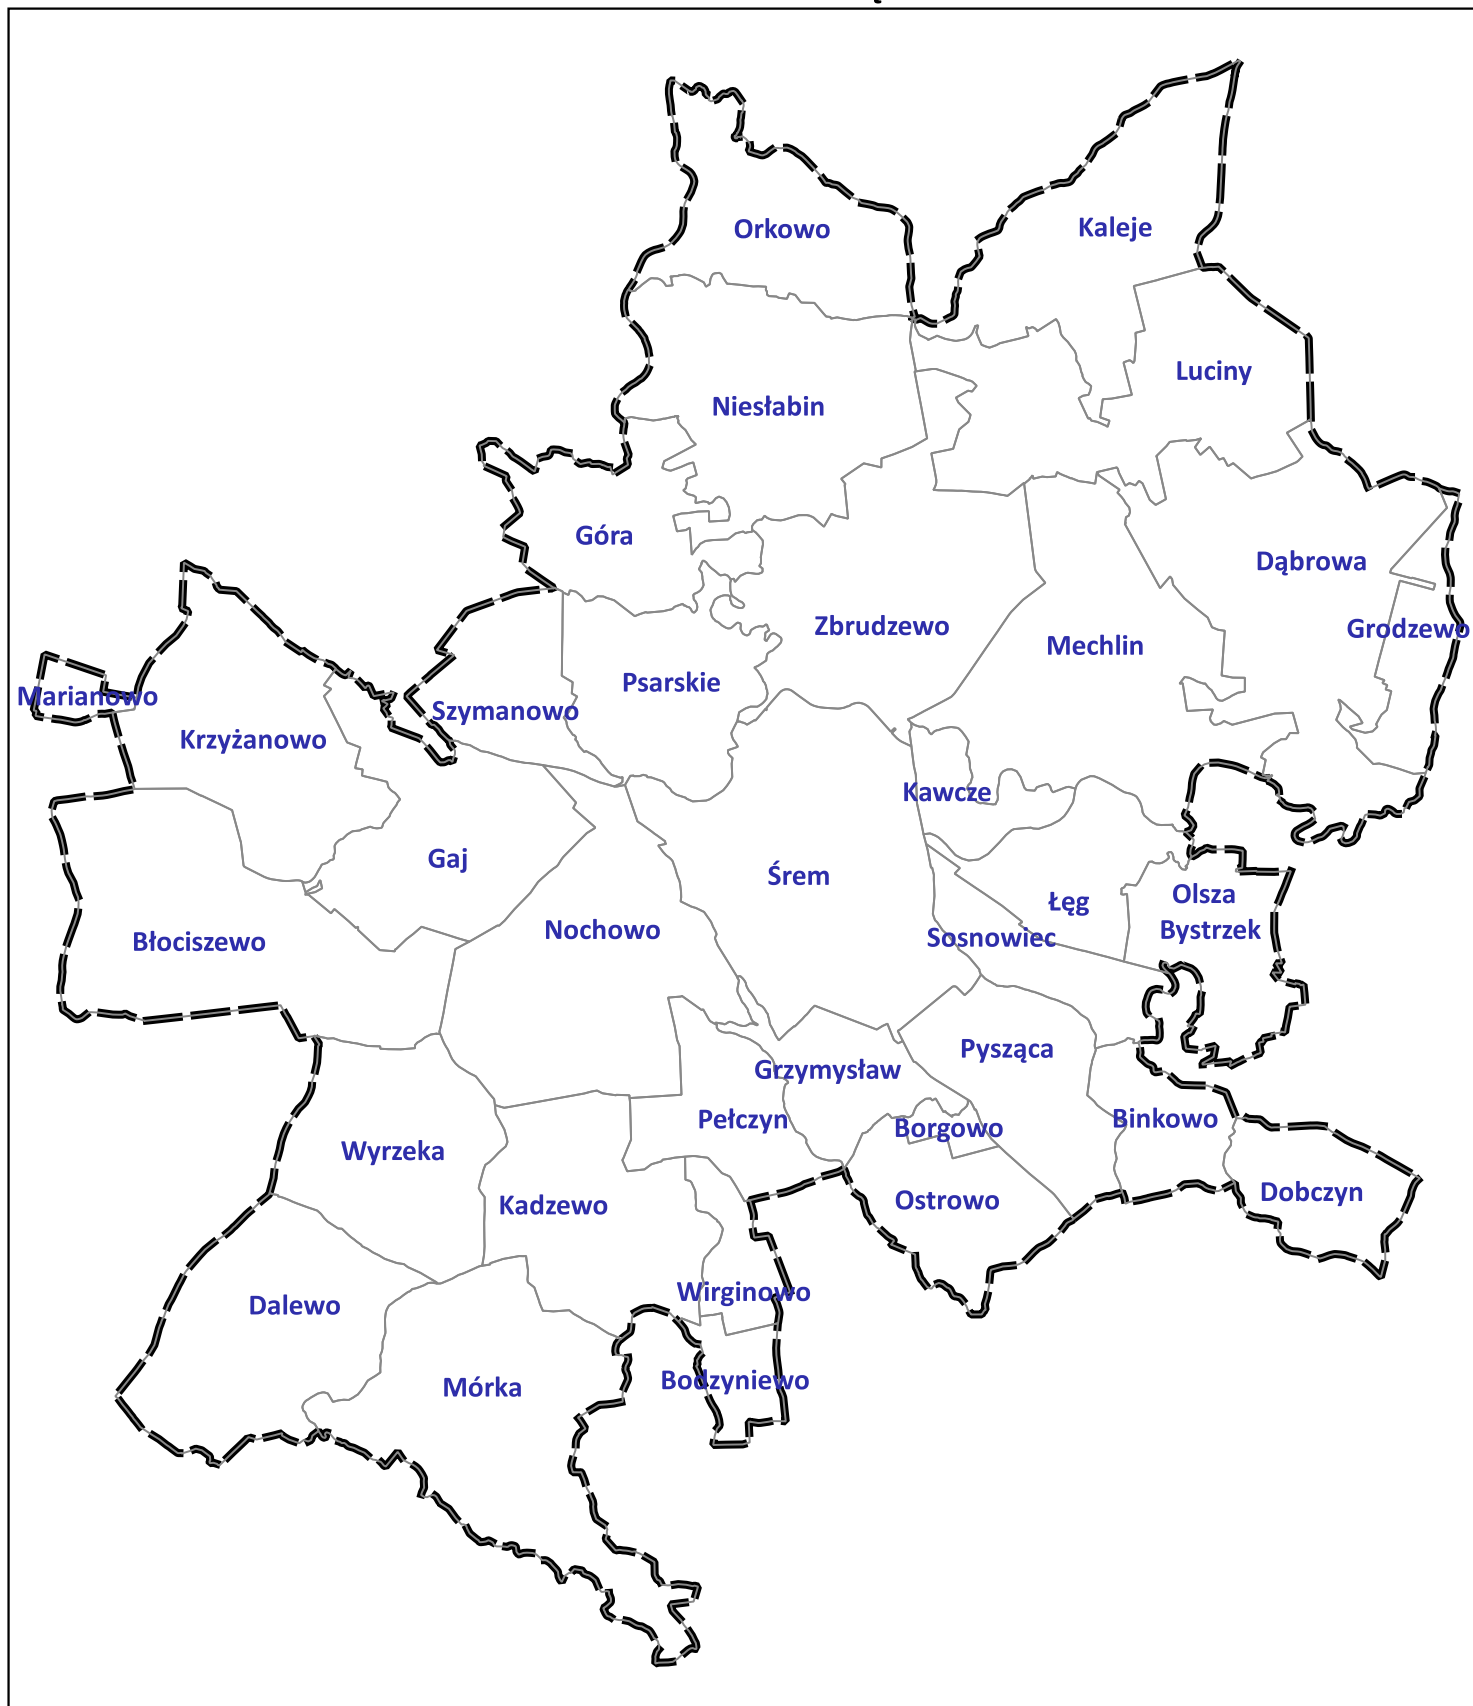 Orkowo
Kaleje
Luciny
Niesłabin
Góra
Dąbrowa
Zbrudzewo
Grodzewo
Mechlin
Psarskie
Marianowo
Szymanowo
Krzyżanowo
Kawcze
Gaj
Śrem
Olsza
Bystrzek
Łęg
Nochowo
Sosnowiec
Błociszewo
Pysząca
Grzymysław
Pełczyn
Borgowo
Binkowo
Wyrzeka
Dobczyn
Kadzewo
Ostrowo
Wirginowo
Dalewo
Bodzyniewo
Mórka